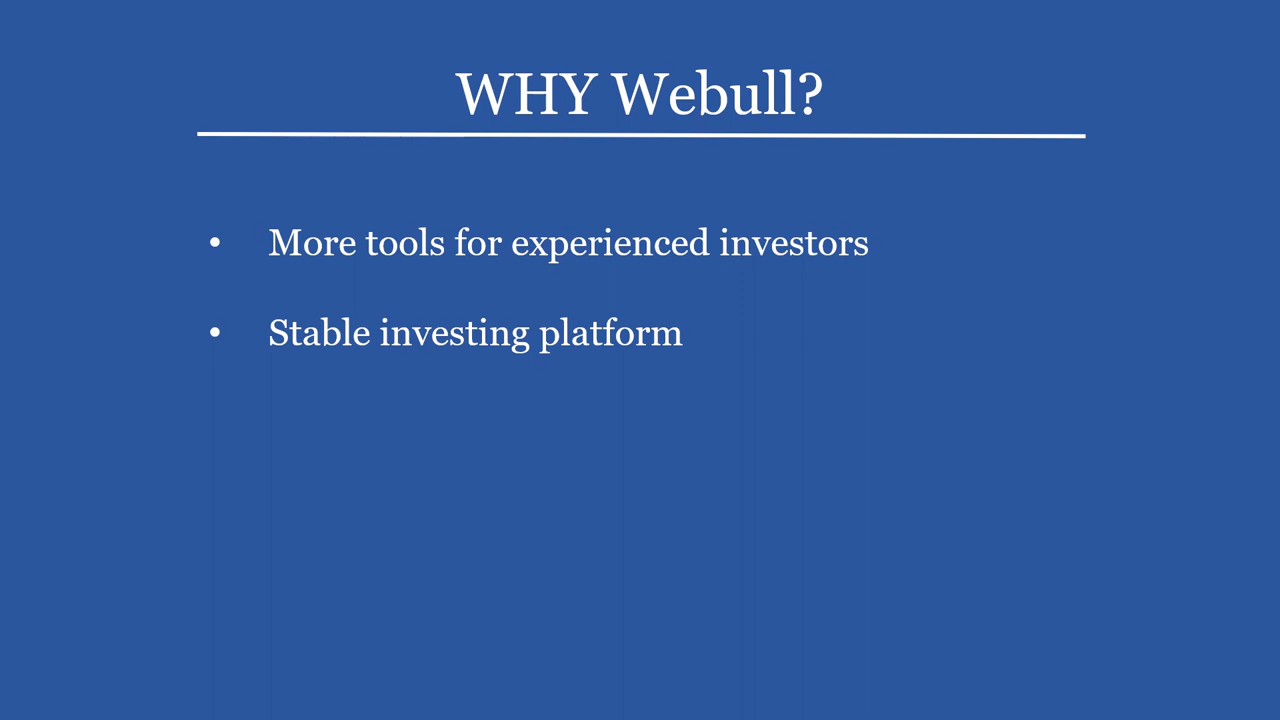 WHY Webull?
• More tools for experienced investors
• Stable investing platform